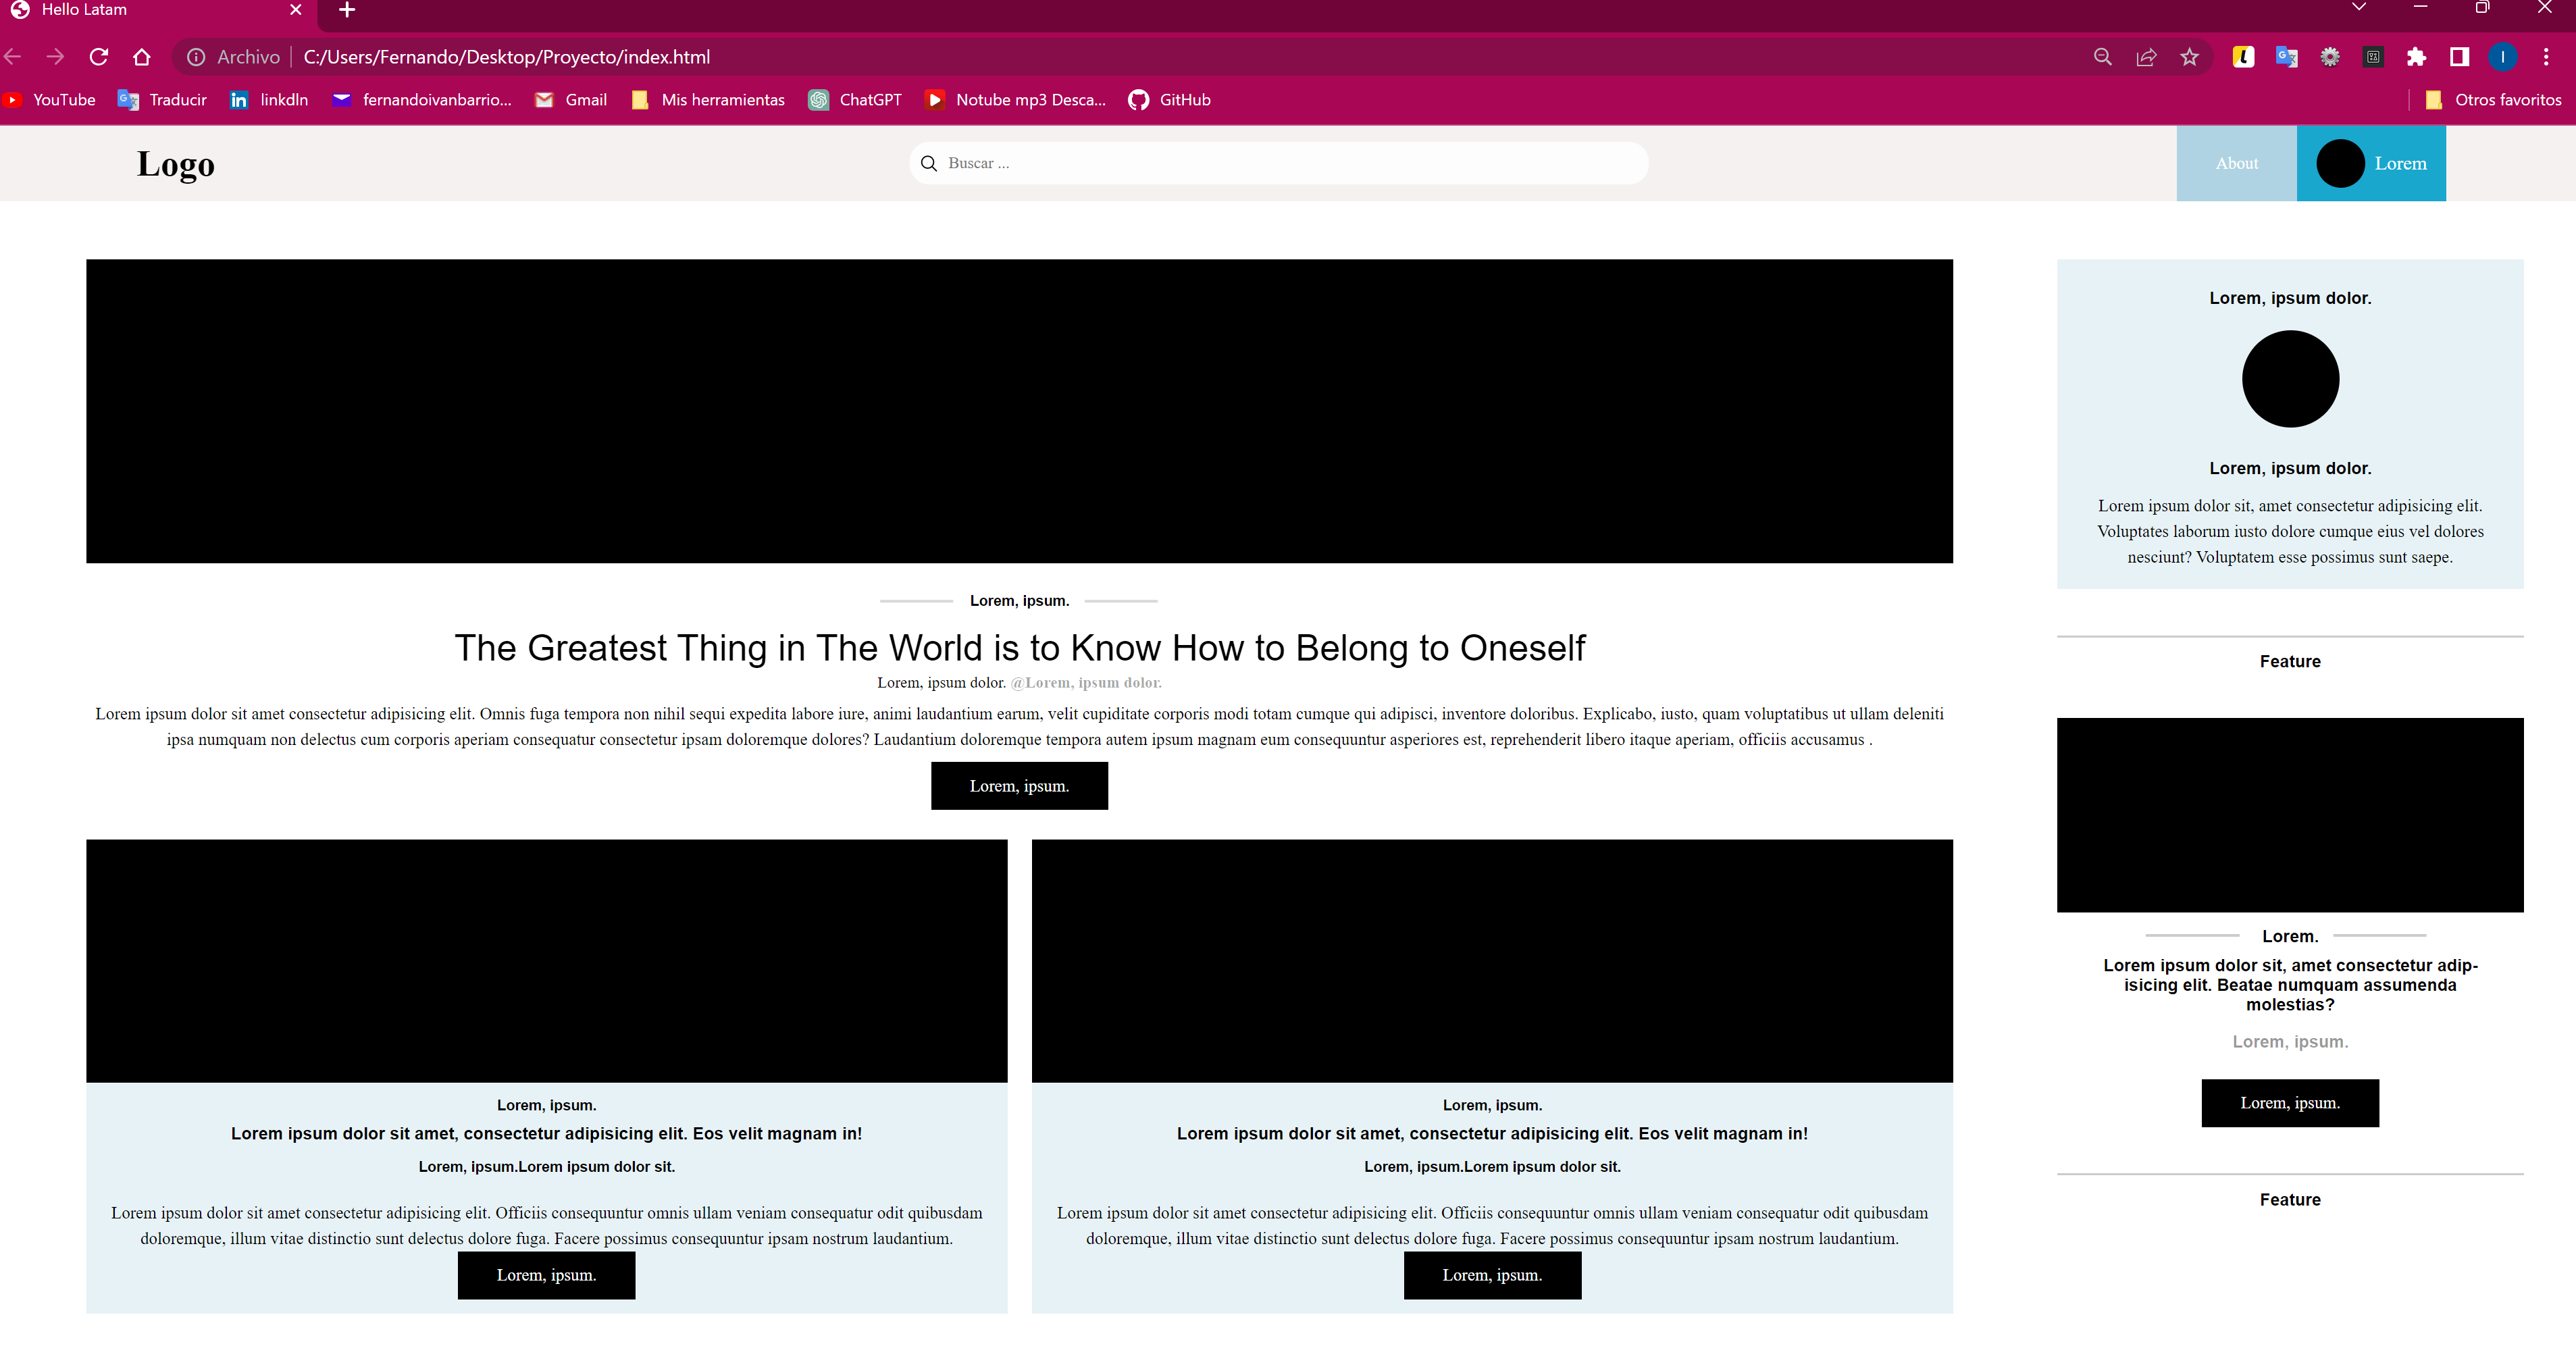 Hello Latam
Archivo C:/Users/Fernando/Desktop/Proyecto/index.html
YouTube Traducir linkdln fernandoivanbarrio... Gmail Mis herramientas ChatGPT Notube mp3 Desca... GitHub Otros favoritos
Logo Buscar ... About Lorem
Lorem, ipsum.
The Greatest Thing in The World is to Know How to Belong to Oneself
Lorem, ipsum dolor. @Lorem, ipsum dolor.
Lorem ipsum dolor sit amet consectetur adipisicing elit. Omnis fuga tempora non nihil sequi expedita labore iure, animi laudantium earum, velit cupiditate corporis modi totam cumque qui adipisci, inventore doloribus. Explicabo, iusto, quam voluptatibus ut ullam deleniti
ipsa numquam non delectus cum corporis aperiam consequatur consectetur ipsam doloremque dolores? Laudantium doloremque tempora autem ipsum magnam eum consequuntur asperiores est, reprehenderit libero itaque aperiam, officiis accusamus .
Lorem, ipsum.
Lorem, ipsum.
Lorem ipsum dolor sit amet, consectetur adipisicing elit. Eos velit magnam in!
Lorem, ipsum.Lorem ipsum dolor sit.
Lorem ipsum dolor sit amet consectetur adipisicing elit. Officiis consequuntur omnis ullam veniam consequatur odit quibusdam
doloremque, illum vitae distinctio sunt delectus dolore fuga. Facere possimus consequuntur ipsam nostrum laudantium.
Lorem, ipsum.
Lorem, ipsum.
Lorem ipsum dolor sit amet, consectetur adipisicing elit. Eos velit magnam in!
Lorem, ipsum.Lorem ipsum dolor sit.
Lorem ipsum dolor sit amet consectetur adipisicing elit. Officiis consequuntur omnis ullam veniam consequatur odit quibusdam
doloremque, illum vitae distinctio sunt delectus dolore fuga. Facere possimus consequuntur ipsam nostrum laudantium.
Lorem, ipsum.
Lorem, ipsum dolor.
Lorem, ipsum dolor.
Lorem ipsum dolor sit, amet consectetur adipisicing elit.
Voluptates laborum iusto dolore cumque eius vel dolores
nesciunt? Voluptatem esse possimus sunt saepe.
Feature
Lorem.
Lorem ipsum dolor sit, amet consectetur adip-
isicing elit. Beatae numquam assumenda
molestias?
Lorem, ipsum.
Lorem, ipsum.
Feature